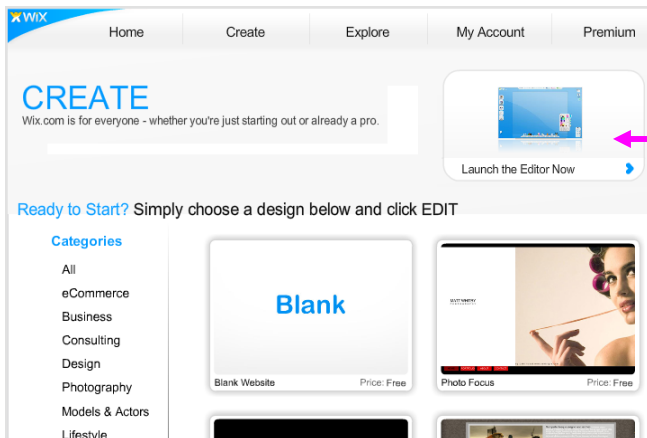 WIX
Home Create Explore My Account Premium
CREATE
Wix.com is for everyone - whether you're just starting out or already a pro.
Launch the Editor Now
Ready to Start? Simply choose a design below and click EDIT
Categories
All
eCommerce
Business
Consulting
Design
Photography
Models & Actors
Lifestyle
Blank
Blank Website Price: Free
MATT WHERY
Photo Focus Price: Free